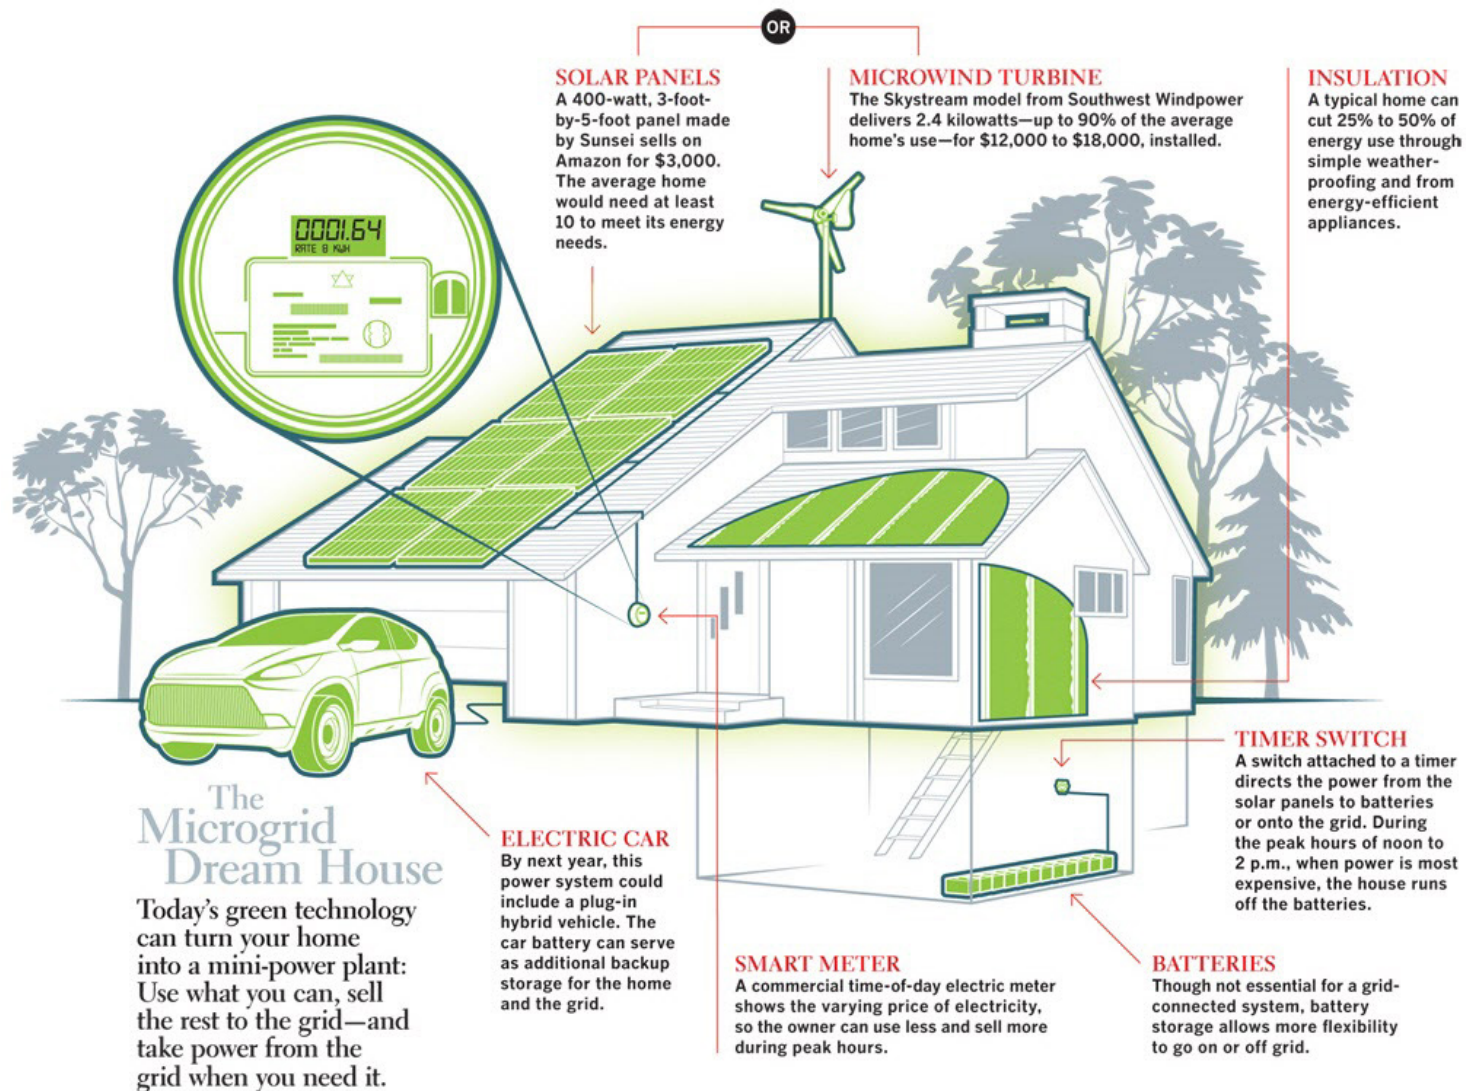 OR
SOLAR PANELS
A 400-watt, 3-foot-
by-5-foot panel made
by Sunsei sells on
Amazon for $3,000.
The average home
would need at least
10 to meet its energy
needs.
MICROWIND TURBINE
The Skystream model from Southwest Windpower
delivers 2.4 kilowatts—up to 90% of the average
home's use—for $12,000 to $18,000, installed.
INSULATION
A typical home can
cut 25% to 50% of
energy use through
simple weather-
proofing and from
energy-efficient
appliances.
0001.64
RATE B KWH
TIMER SWITCH
A switch attached to a timer
directs the power from the
solar panels to batteries
or onto the grid. During
the peak hours of noon to
2 p.m., when power is most
expensive, the house runs
off the batteries.
The
Microgrid
Dream House
Today's green technology
can turn your home
into a mini-power plant:
Use what you can, sell
the rest to the grid—and
take power from the
grid when you need it.
ELECTRIC CAR
By next year, this
power system could
include a plug-in
hybrid vehicle. The
car battery can serve
as additional backup
storage for the home
and the grid.
SMART METER
A commercial time-of-day electric meter
shows the varying price of electricity,
so the owner can use less and sell more
during peak hours.
BATTERIES
Though not essential for a grid-
connected system, battery
storage allows more flexibility
to go on or off grid.